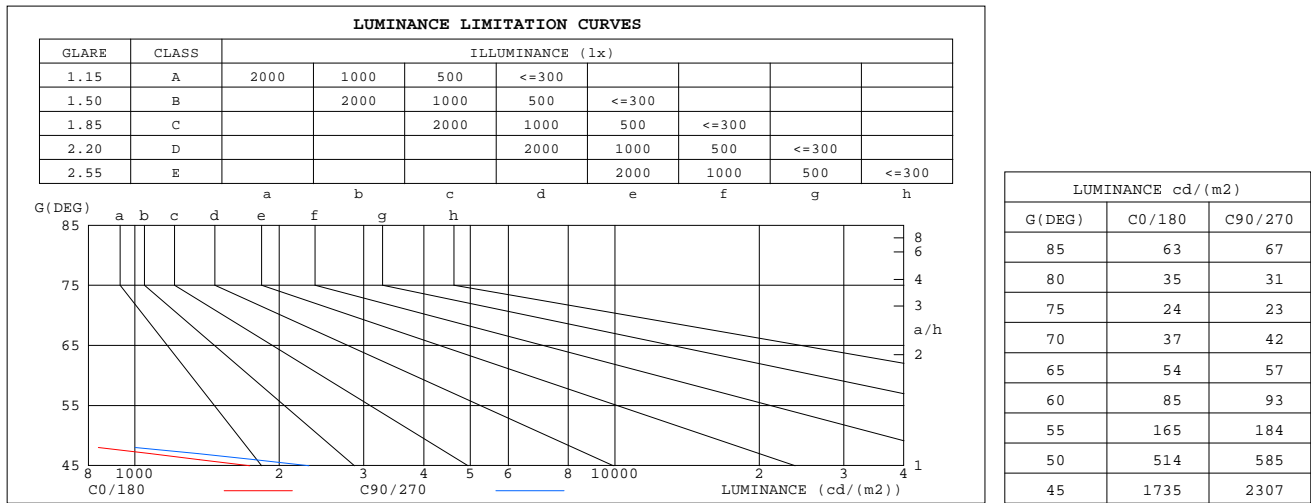 LUMINANCE LIMITATION CURVES
GLARE CLASS ILLUMINANCE (lx)
1.15 A 2000 1000 500 <=300
1.50 B 2000 1000 500 <=300
1.85 C 2000 1000 500 <=300
2.20 D 2000 1000 500 <=300
2.55 E 2000 1000 500 <=300
a b c d e f g h
G(DEG)
a b c d e f g h
85
8
6
75
4
3
a/h
65
2
55
45
1
8 1000 2 3 4 5 6 8 10000 2 3 4
C0/180 C90/270 LUMINANCE (cd/(m2))
LUMINANCE cd/(m2)
G(DEG) C0/180 C90/270
85 63 67
80 35 31
75 24 23
70 37 42
65 54 57
60 85 93
55 165 184
50 514 585
45 1735 2307